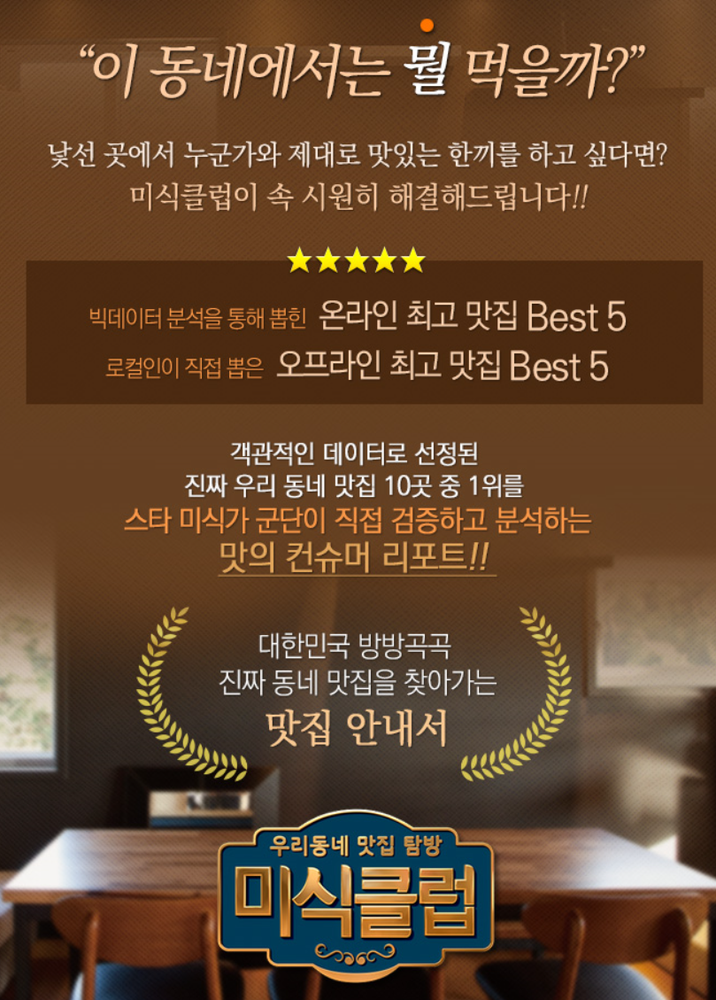 “이 동네에서는 뭘 먹을까?”
낯선 곳에서 누군가와 제대로 맛있는 한끼를 하고 싶다면?
미식클럽이 속 시원히 해결해드립니다!!
빅데이터 분석을 통해 뽑힌 온라인 최고 맛집 Best 5
로컬인이 직접 뽑은 오프라인 최고 맛집 Best 5
객관적인 데이터로 선정된
진짜 우리 동네 맛집 10곳 중 1위를
스타 미식가 군단이 직접 검증하고 분석하는
맛의 컨슈머 리포트!!
대한민국 방방곡곡
진짜 동네 맛집을 찾아가는
맛집 안내서
우리동네 맛집 탐방
미식클럽